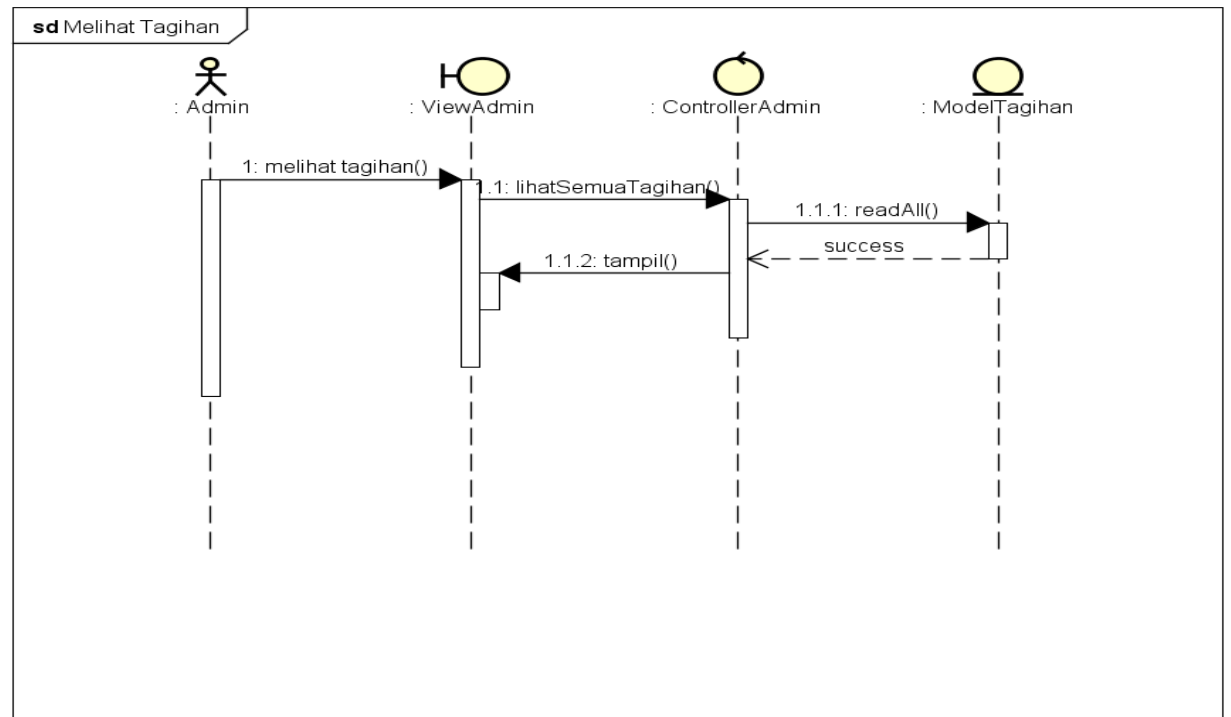 sd Melihat Tagihan
: Admin
: ViewAdmin
: ControllerAdmin
: ModelTagihan
1: melihat tagihan()
1.1: lihatSemuaTagihan()
1.1.1: readAll()
success
1.1.2: tampil()